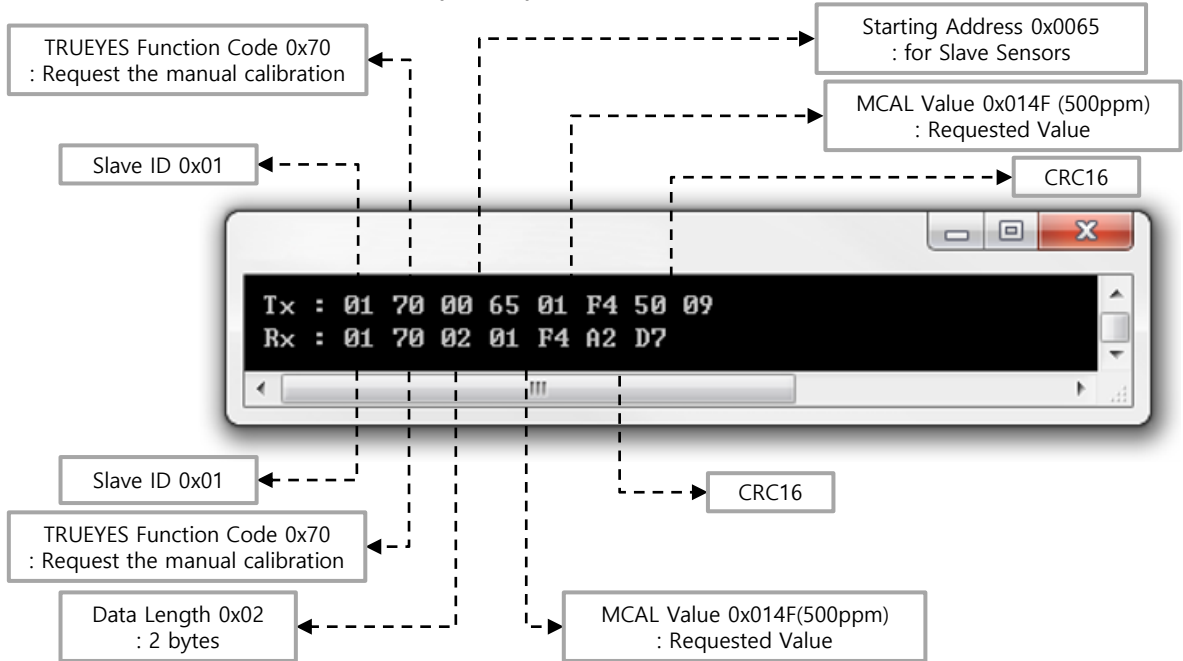 TRUEYES Function Code 0x70
: Request the manual calibration
Starting Address 0x0065
: for Slave Sensors
MCAL Value 0x014F (500ppm)
: Requested Value
Slave ID 0x01
CRC16
Tx : 01 70 00 65 01 F4 50 09
Rx : 01 70 02 01 F4 A2 D7
Slave ID 0x01
CRC16
TRUEYES Function Code 0x70
: Request the manual calibration
Data Length 0x02
: 2 bytes
MCAL Value 0x014F(500ppm)
: Requested Value